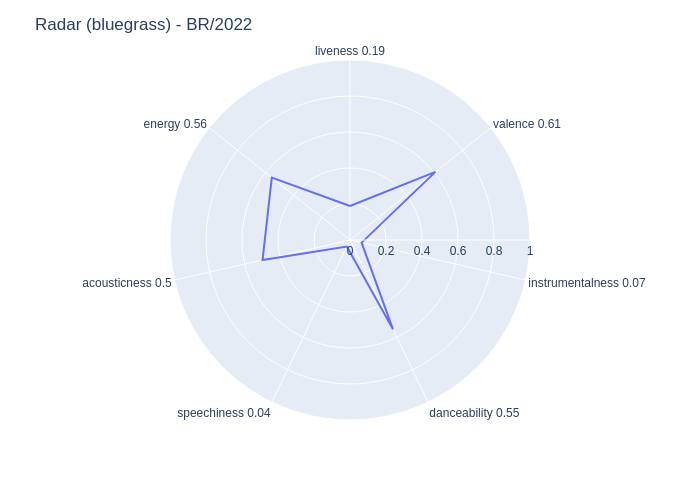 Radar (bluegrass) - BR/2022
liveness 0.19
energy 0.56
valence 0.61
0 0.2 0.4 0.6 0.8 1
acousticness 0.5
instrumentalness 0.07
speechiness 0.04
danceability 0.55